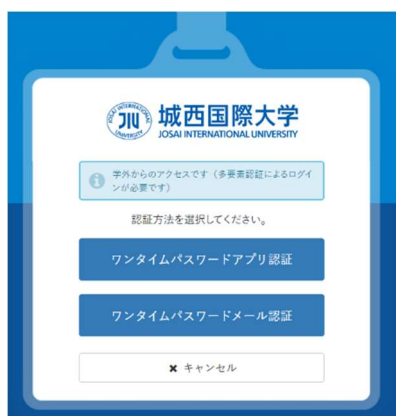 JOSAI INTERNATIONAL
JIU
UNIVERSITY
城西国際大学
JOSAI INTERNATIONAL UNIVERSITY
学外からのアクセスです（多要素認証によるログイ
ンが必要です）
認証方法を選択してください。
ワンタイムパスワードアプリ認証
ワンタイムパスワードメール認証
✖ キャンセル